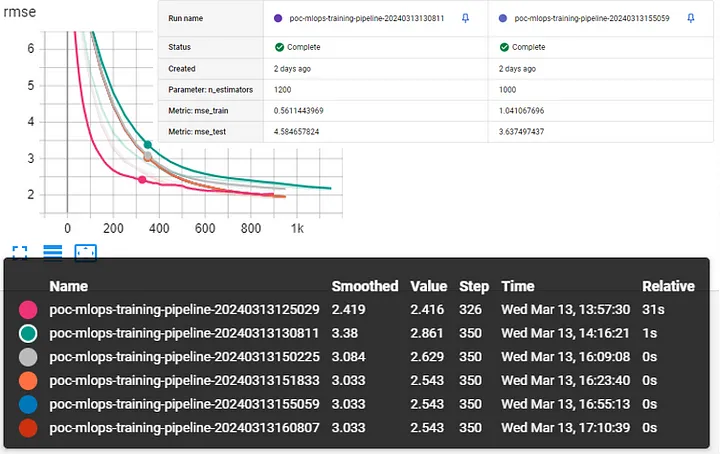 rmse
6
5
4
3
2
0 200 400 600 800 1k
Run name poc-mlops-training-pipeline-20240313130811 poc-mlops-training-pipeline-20240313155059
Status Complete Complete
Created 2 days ago 2 days ago
Parameter: n_estimators 1200 1000
Metric: mse_train 0.5611443969 1.041067696
Metric: mse_test 4.584657824 3.637497437
Name Smoothed Value Step Time Relative
poc-mlops-training-pipeline-20240313125029 2.419 2.416 326 Wed Mar 13, 13:57:30 31s
poc-mlops-training-pipeline-20240313130811 3.38 2.861 350 Wed Mar 13, 14:16:21 1s
poc-mlops-training-pipeline-20240313150225 3.084 2.629 350 Wed Mar 13, 16:09:08 0s
poc-mlops-training-pipeline-20240313151833 3.033 2.543 350 Wed Mar 13, 16:23:40 0s
poc-mlops-training-pipeline-20240313155059 3.033 2.543 350 Wed Mar 13, 16:55:13 0s
poc-mlops-training-pipeline-20240313160807 3.033 2.543 350 Wed Mar 13, 17:10:39 0s